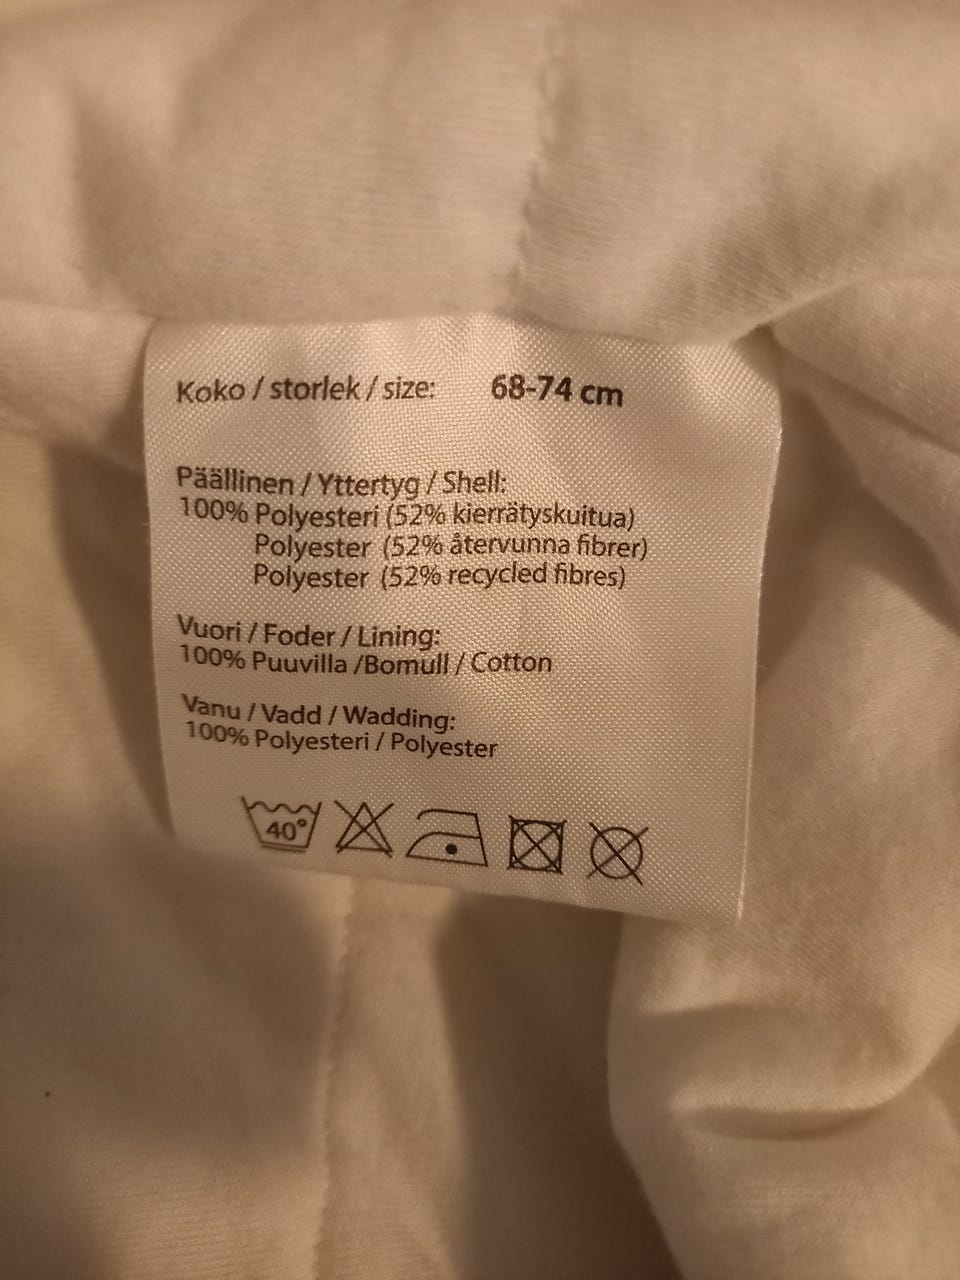 Koko / storlek / size: 68-74 cm
Päällinen / Yttertyg / Shell:
100% Polyesteri (52% kierrätyskuitua)
Polyester (52% återvunna fibrer)
Polyester (52% recycled fibres)
Vuori / Foder / Lining:
100% Puuvilla /Bomull / Cotton
Vanu / Vadd / Wadding:
100% Polyesteri / Polyester
40°